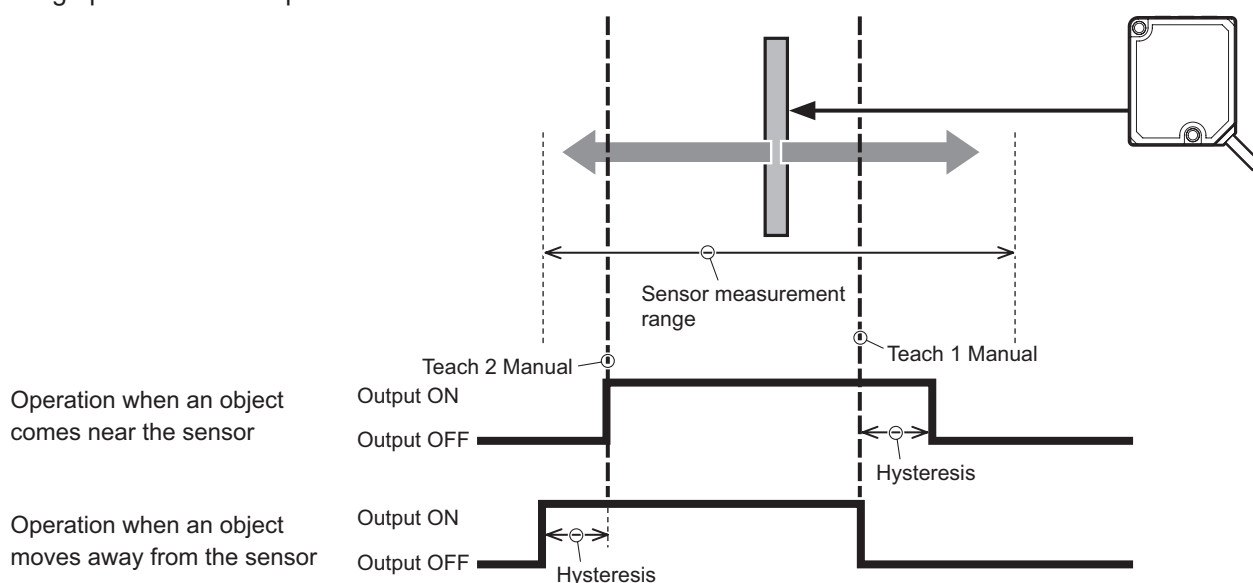 Sensor measurement
range
Teach 1 Manual
Teach 2 Manual
Operation when an object
comes near the sensor
Output ON
Output OFF
Hysteresis
Operation when an object
moves away from the sensor
Output ON
Output OFF
Hysteresis